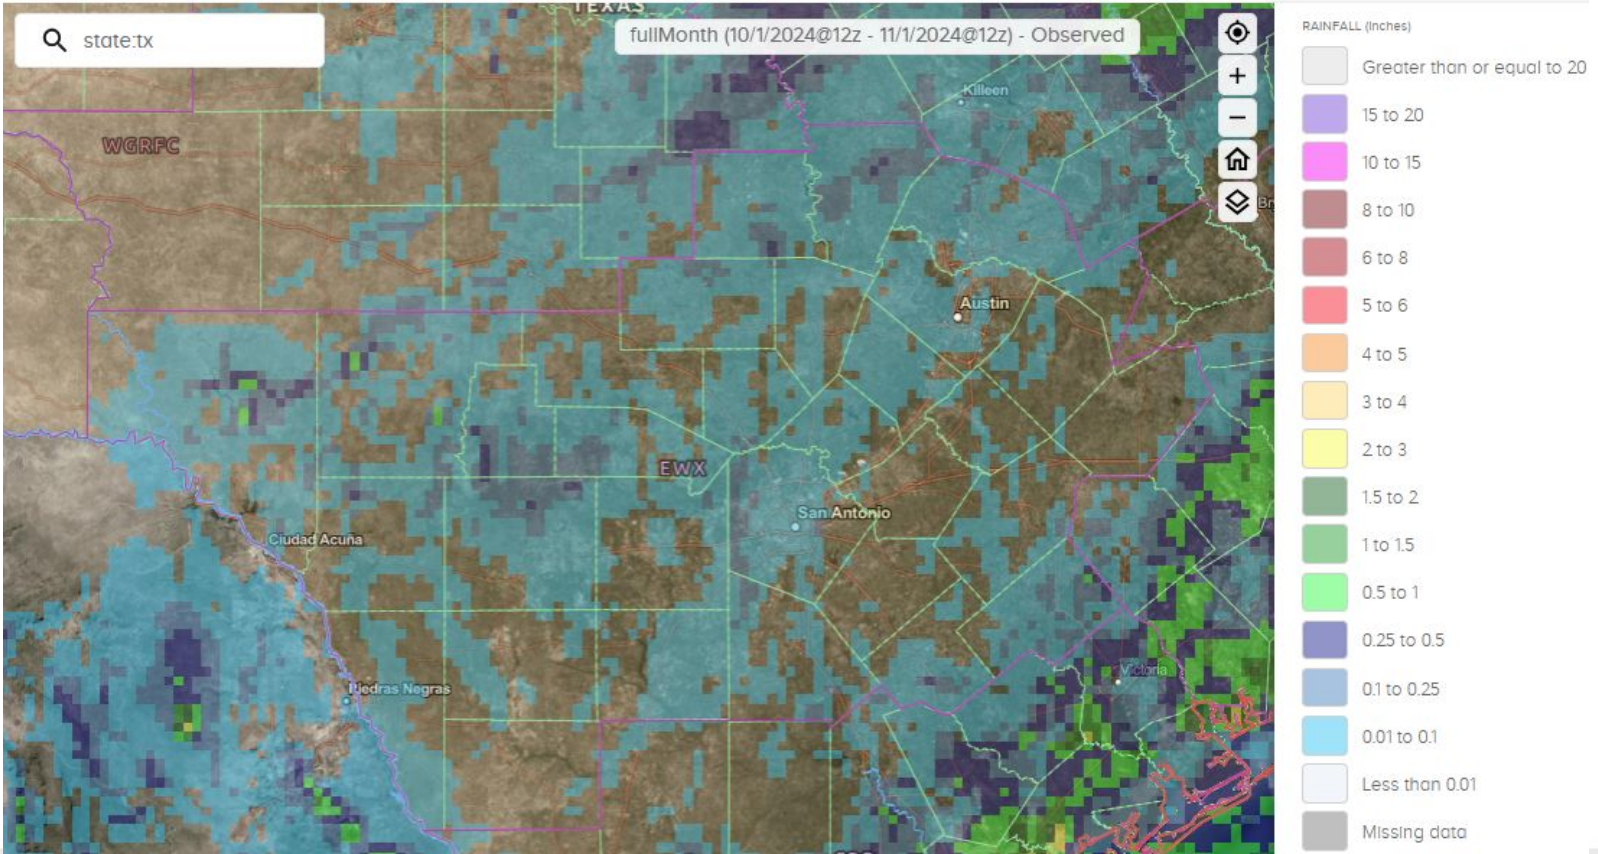 TEXAS
state:tx
fullMonth (10/1/2024@12z - 11/1/2024@12z) - Observed
Killeen
WGRFC
Br
Austin
EWX
San Antonio
Ciudad Acuña
Victoria
Piedras Negras
RAINFALL (Inches)
Greater than or equal to 20
15 to 20
10 to 15
8 to 10
6 to 8
5 to 6
4 to 5
3 to 4
2 to 3
1.5 to 2
1 to 1.5
0.5 to 1
0.25 to 0.5
0.1 to 0.25
0.01 to 0.1
Less than 0.01
Missing data